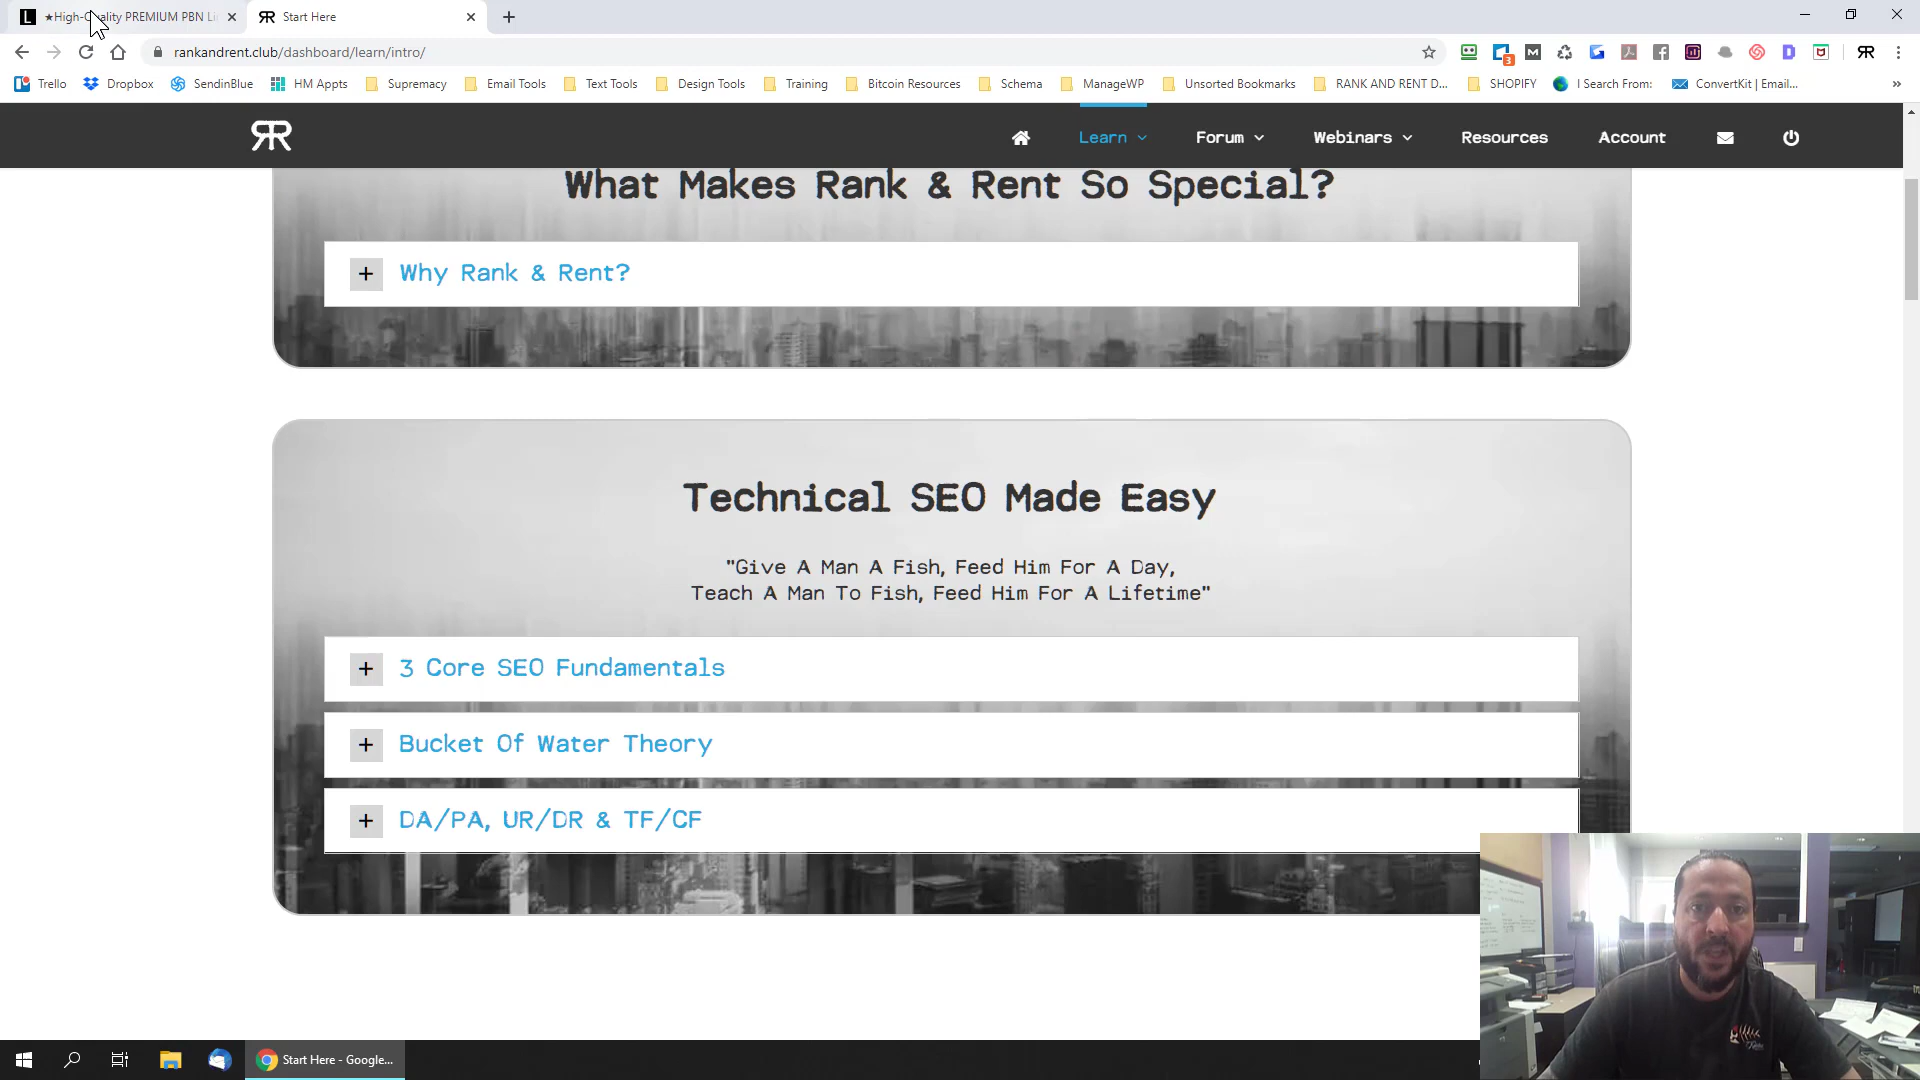 ★High-Quality PREMIUM PBN Li
Start Here
rankandrent.club/dashboard/learn/intro/
3
Trello
Dropbox
SendinBlue
HM Appts
Supremacy
Email Tools
Text Tools
Design Tools
Training
Bitcoin Resources
Schema
ManageWP
Unsorted Bookmarks
RANK AND RENT D...
SHOPIFY
I Search From:
ConvertKit | Email...
»
RR
Learn
Forum
Webinars
Resources
Account
What Makes Rank & Rent So Special?
+ Why Rank & Rent?
Technical SEO Made Easy
"Give A Man A Fish, Feed Him For A Day,
Teach A Man To Fish, Feed Him For A Lifetime"
+ 3 Core SEO Fundamentals
+ Bucket Of Water Theory
+ DA/PA, UR/DR & TF/CF
Start Here - Google...